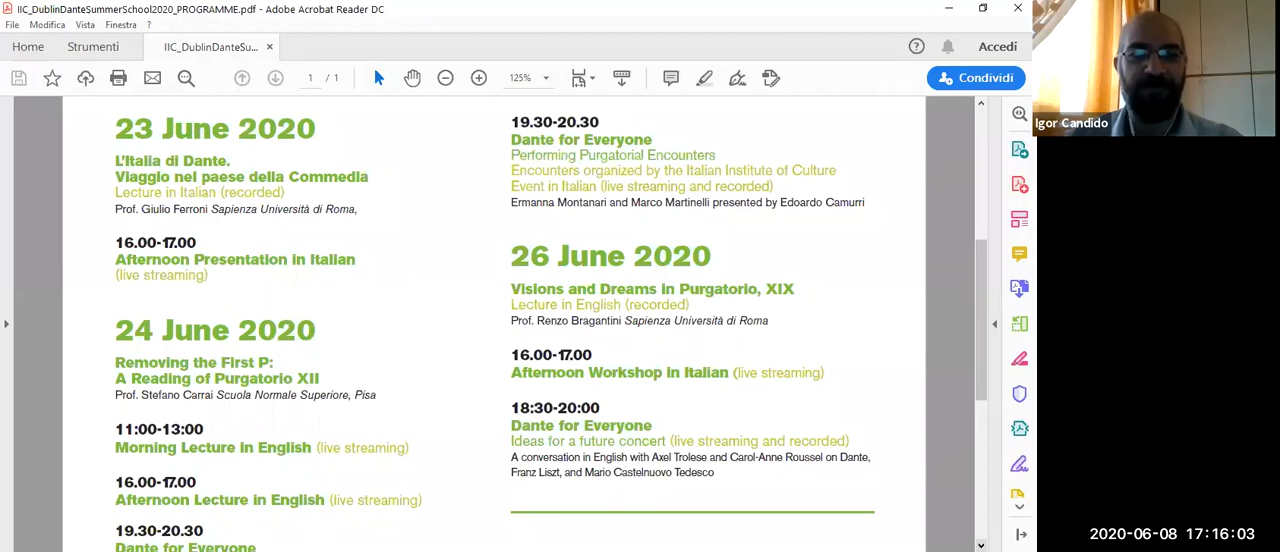 IIC_DublinDanteSummerSchool2020_PROGRAMME.pdf - Adobe Acrobat Reader DC
File Modifica Vista Finestra ?
Home Strumenti IIC_DublinDanteSu... × ? Accedi
1 / 1 125% Condividi
23 June 2020
L'Italia di Dante.
Viaggio nel paese della Commedia
Lecture in Italian (recorded)
Prof. Giulio Ferroni Sapienza Università di Roma,
16.00-17.00
Afternoon Presentation in Italian
(live streaming)
24 June 2020
Removing the First P:
A Reading of Purgatorio XII
Prof. Stefano Carrai Scuola Normale Superiore, Pisa
11:00-13:00
Morning Lecture in English (live streaming)
16.00-17.00
Afternoon Lecture in English (live streaming)
19.30-20.30
Dante for Everyone
19.30-20.30
Dante for Everyone
Performing Purgatorial Encounters
Encounters organized by the Italian Institute of Culture
Event in Italian (live streaming and recorded)
Ermanna Montanari and Marco Martinelli presented by Edoardo Camurri
26 June 2020
Visions and Dreams in Purgatorio, XIX
Lecture in English (recorded)
Prof. Renzo Bragantini Sapienza Università di Roma
16.00-17.00
Afternoon Workshop in Italian (live streaming)
18:30-20:00
Dante for Everyone
Ideas for a future concert (live streaming and recorded)
A conversation in English with Axel Trolese and Carol-Anne Roussel on Dante,
Franz Liszt, and Mario Castelnuovo Tedesco
Igor Candido
2020-06-08 17:16:03